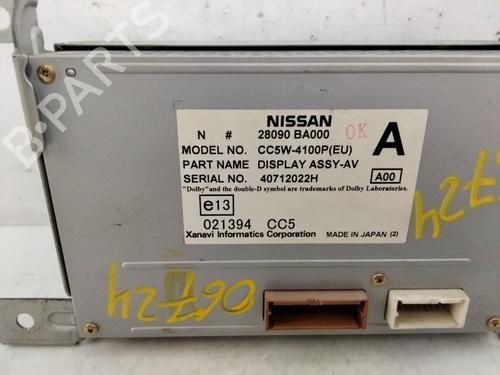 B-PARTS
NISSAN
N # 28090 BA000 OK A
MODEL NO. CC5W-4100P(EU)
PART NAME DISPLAY ASSY-AV
SERIAL NO. 40712022H A00
"Dolby" and the double-D symbol are trademarks of Dolby Laboratories.
e13
021394 CC5
Xanavi Informatics Corporation MADE IN JAPAN (2)
06724